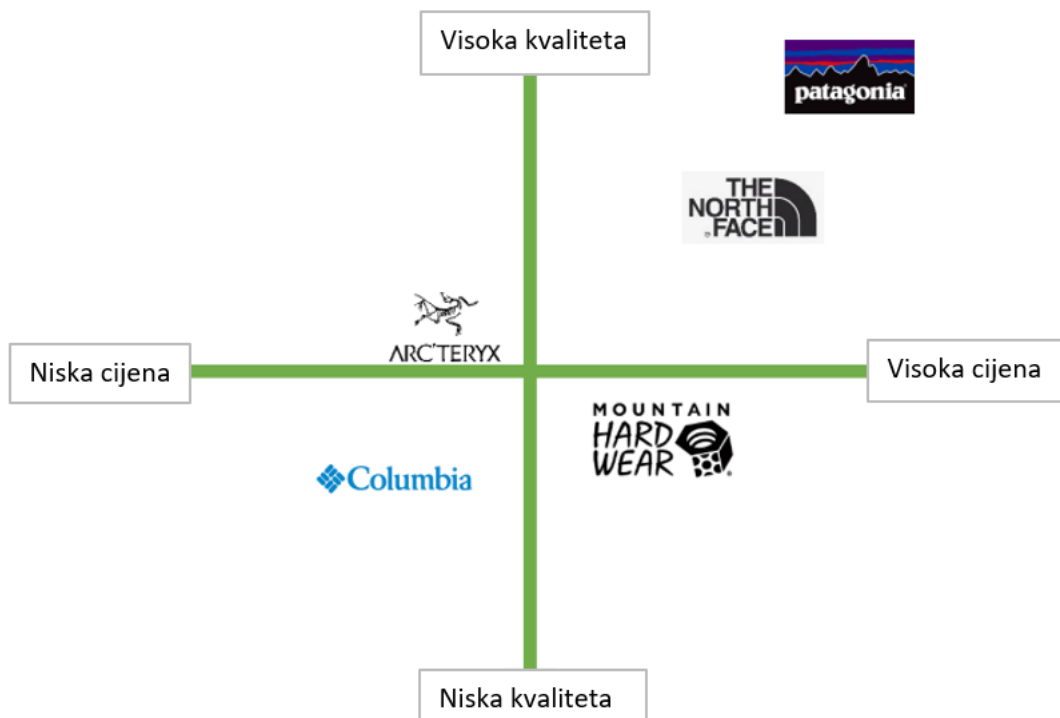 Visoka kvaliteta
patagonia
THE
NORTH
FACE
ARC'TERYX
Niska cijena
Visoka cijena
MOUNTAIN
HARD
WEAR
Columbia
Niska kvaliteta